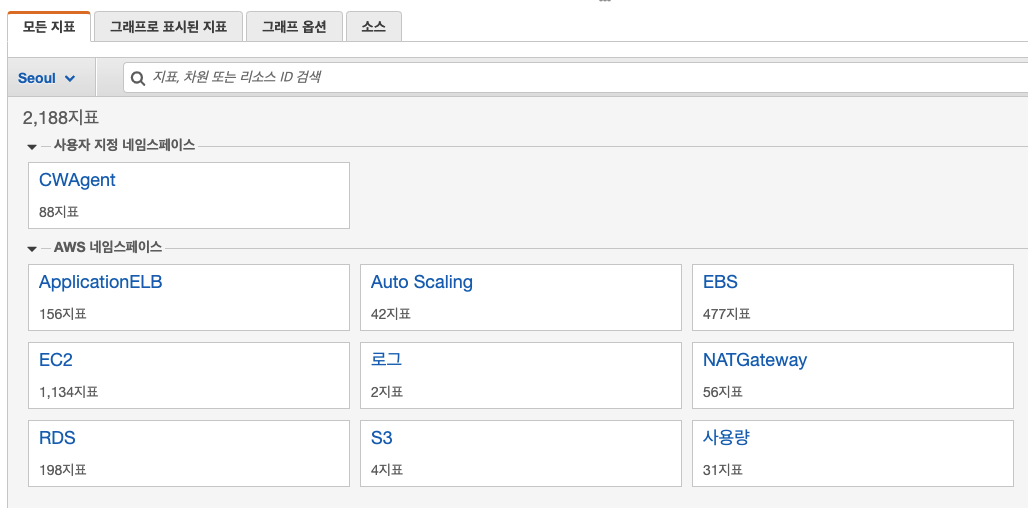 모든 지표 그래프로 표시된 지표 그래프 옵션 소스
Seoul 지표, 차원 또는 리소스 ID 검색
2,188지표
사용자 지정 네임스페이스
CWAgent
88지표
AWS 네임스페이스
ApplicationELB Auto Scaling EBS
156지표 42지표 477지표
EC2 로그 NATGateway
1,134지표 2지표 56지표
RDS S3 사용량
198지표 4지표 31지표